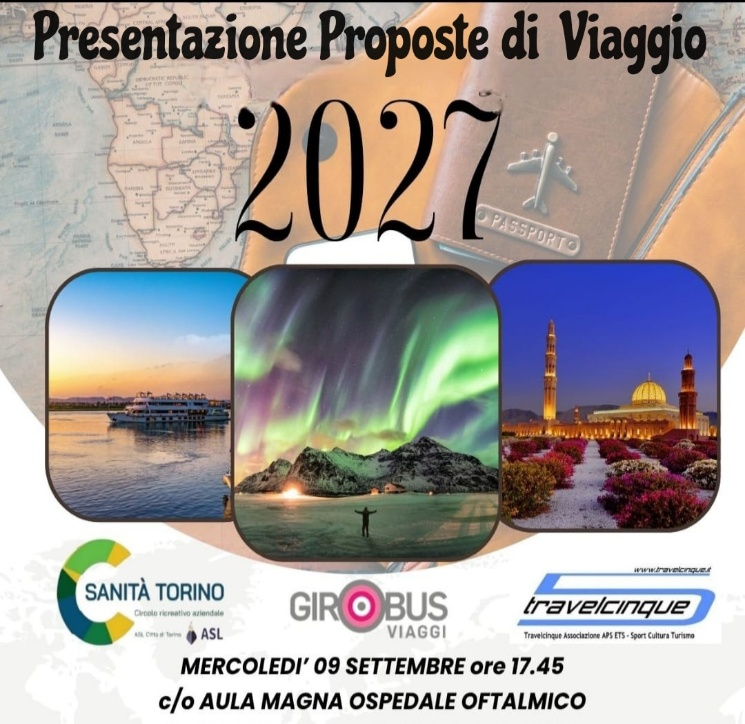 Presentazione Proposte di Viaggio
2027
PASSPORT
SANITÀ TORINO
Circolo ricreativo aziendale
ASL Città di Torino ASL
GIROBUS
VIAGGI
www.travelcinque.it
5
travelcinque
Travelcinque Associazione APS ETS - Sport Cultura Turismo
MERCOLEDI' 09 SETTEMBRE ore 17.45
c/o AULA MAGNA OSPEDALE OFTALMICO